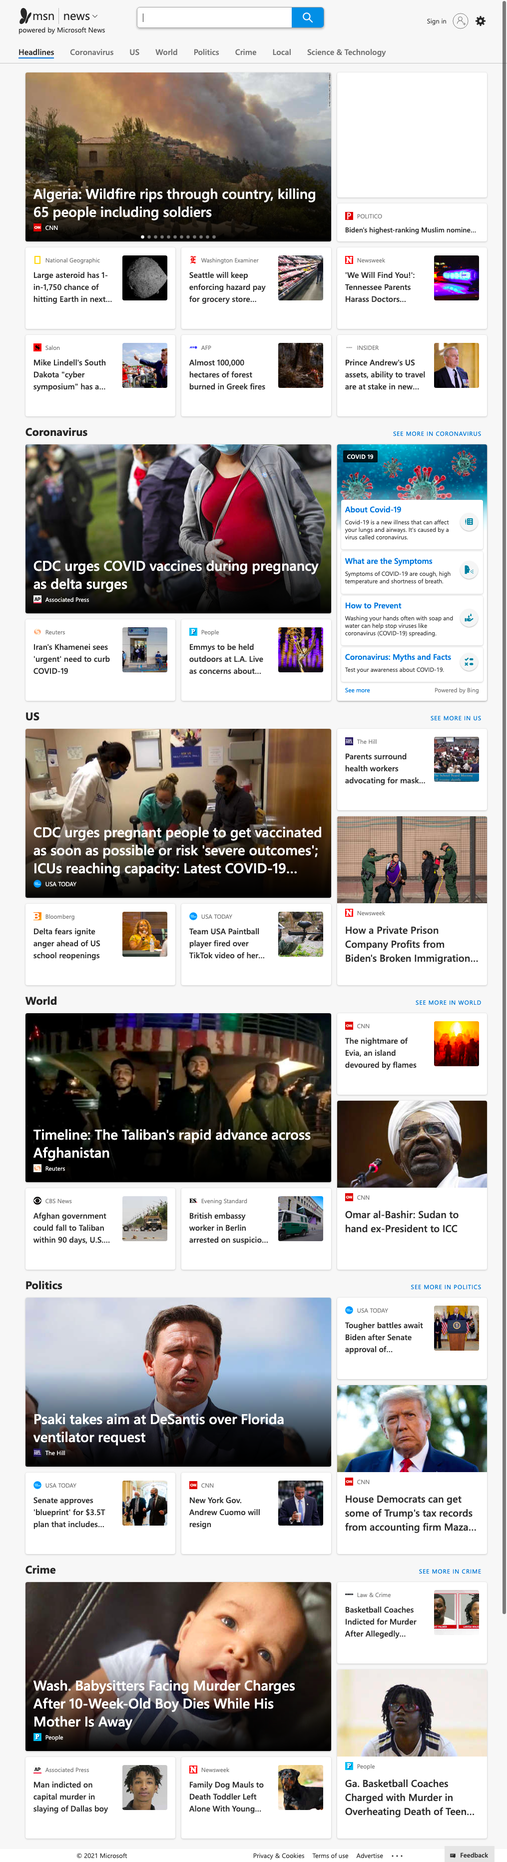 msn | news
powered by Microsoft News
Sign in
Headlines Coronavirus US World Politics Crime Local Science & Technology
Algeria: Wildfire rips through country, killing
65 people including soldiers
CNN
POLITICO
Biden's highest-ranking Muslim nomine...
National Geographic
Large asteroid has 1-
in-1,750 chance of
hitting Earth in next...
Washington Examiner
Seattle will keep
enforcing hazard pay
for grocery store...
Newsweek
'We Will Find You!':
Tennessee Parents
Harass Doctors...
Salon
Mike Lindell's South
Dakota "cyber
symposium" has a...
AFP
Almost 100,000
hectares of forest
burned in Greek fires
INSIDER
Prince Andrew's US
assets, ability to travel
are at stake in new...
Coronavirus
SEE MORE IN CORONAVIRUS
CDC urges COVID vaccines during pregnancy
as delta surges
AP Associated Press
COVID 19
About Covid-19
Covid-19 is a new illness that can affect
your lungs and airways. It's caused by a
virus called coronavirus.
What are the Symptoms
Symptoms of COVID-19 are cough, high
temperature and shortness of breath.
How to Prevent
Washing your hands often with soap and
water can help stop viruses like
coronavirus (COVID-19) spreading.
Coronavirus: Myths and Facts
Test your awareness about COVID-19.
See more
Powered by Bing
Reuters
Iran's Khamenei sees
'urgent' need to curb
COVID-19
People
Emmys to be held
outdoors at L.A. Live
as concerns about...
US
SEE MORE IN US
CDC urges pregnant people to get vaccinated
as soon as possible or risk 'severe outcomes';
ICUs reaching capacity: Latest COVID-19...
USA TODAY
The Hill
Parents surround
health workers
advocating for mask...
Newsweek
How a Private Prison
Company Profits from
Biden's Broken Immigration...
Bloomberg
Delta fears ignite
anger ahead of US
school reopenings
USA TODAY
Team USA Paintball
player fired over
TikTok video of her...
World
SEE MORE IN WORLD
Timeline: The Taliban's rapid advance across
Afghanistan
Reuters
CNN
The nightmare of
Evia, an island
devoured by flames
CNN
Omar al-Bashir: Sudan to
hand ex-President to ICC
CBS News
Afghan government
could fall to Taliban
within 90 days, U.S....
ES Evening Standard
British embassy
worker in Berlin
arrested on suspicio...
Politics
SEE MORE IN POLITICS
Psaki takes aim at DeSantis over Florida
ventilator request
The Hill
USA TODAY
Tougher battles await
Biden after Senate
approval of...
CNN
House Democrats can get
some of Trump's tax records
from accounting firm Maza...
USA TODAY
Senate approves
'blueprint' for $3.5T
plan that includes...
CNN
New York Gov.
Andrew Cuomo will
resign
Crime
SEE MORE IN CRIME
Wash. Babysitters Facing Murder Charges
After 10-Week-Old Boy Dies While His
Mother Is Away
People
Law & Crime
Basketball Coaches
Indicted for Murder
After Allegedly...
People
Ga. Basketball Coaches
Charged with Murder in
Overheating Death of Teen...
AP Associated Press
Man indicted on
capital murder in
slaying of Dallas boy
Newsweek
Family Dog Mauls to
Death Toddler Left
Alone With Young...
© 2021 Microsoft Privacy & Cookies Terms of use Advertise ... Feedback